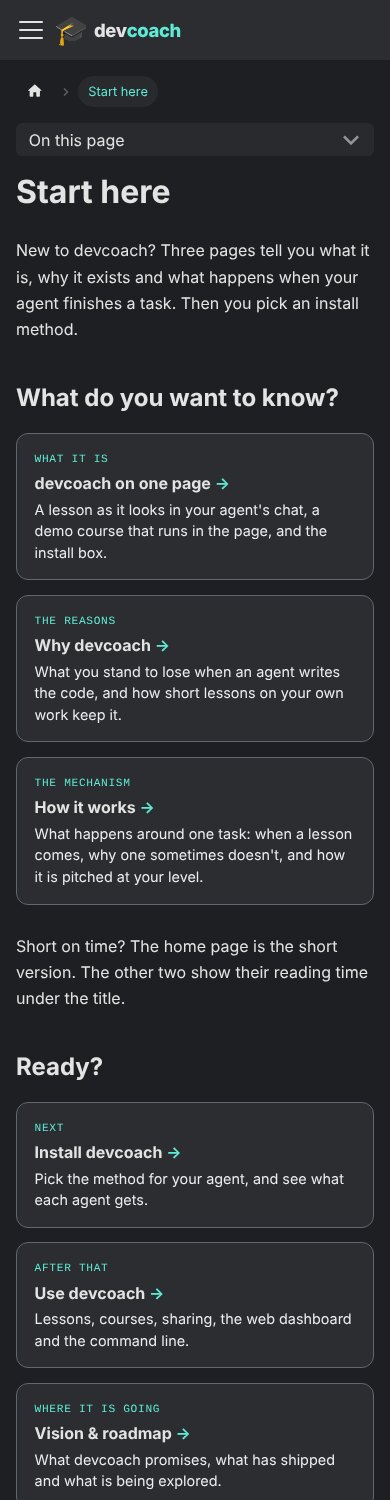 devcoach
Start here
On this page
Start here
New to devcoach? Three pages tell you what it
is, why it exists and what happens when your
agent finishes a task. Then you pick an install
method.
What do you want to know?
WHAT IT IS
devcoach on one page →
A lesson as it looks in your agent's chat, a
demo course that runs in the page, and the
install box.
THE REASONS
Why devcoach →
What you stand to lose when an agent writes
the code, and how short lessons on your own
work keep it.
THE MECHANISM
How it works →
What happens around one task: when a lesson
comes, why one sometimes doesn't, and how
it is pitched at your level.
Short on time? The home page is the short
version. The other two show their reading time
under the title.
Ready?
NEXT
Install devcoach →
Pick the method for your agent, and see what
each agent gets.
AFTER THAT
Use devcoach →
Lessons, courses, sharing, the web dashboard
and the command line.
WHERE IT IS GOING
Vision & roadmap →
What devcoach promises, what has shipped
and what is being explored.